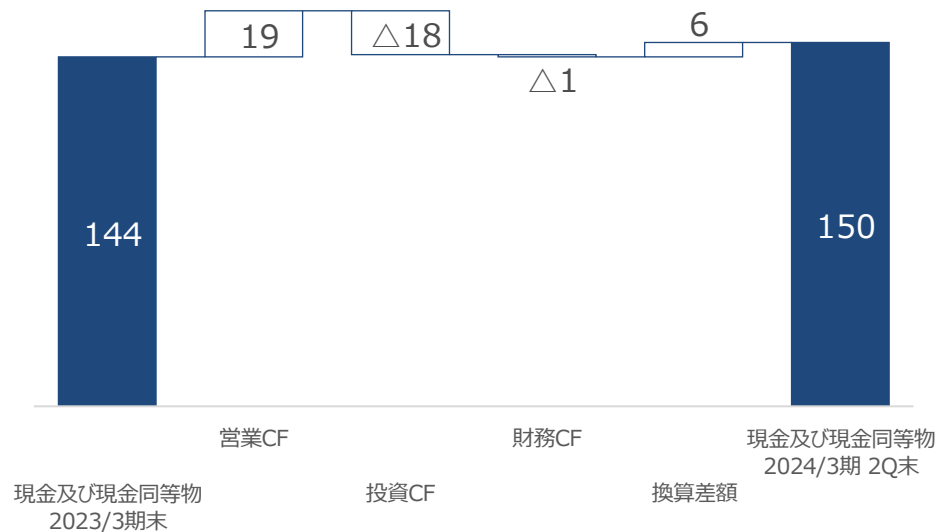 19
△18
6
△1
144
150
営業CF
財務CF
現金及び現金同等物
2024/3期 2Q末
現金及び現金同等物
2023/3期末
投資CF
換算差額